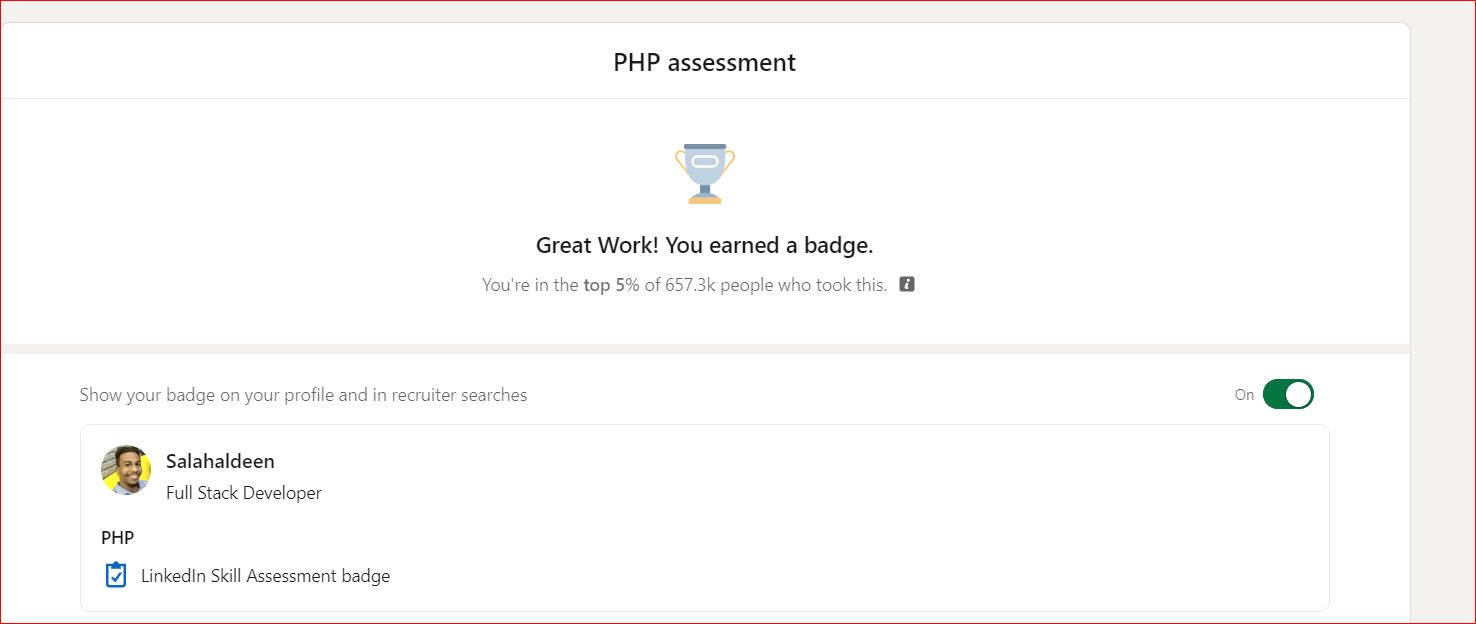 PHP assessment
Great Work! You earned a badge.
You're in the top 5% of 657.3k people who took this.
Show your badge on your profile and in recruiter searches
On
Salahaldeen
Full Stack Developer
PHP
LinkedIn Skill Assessment badge